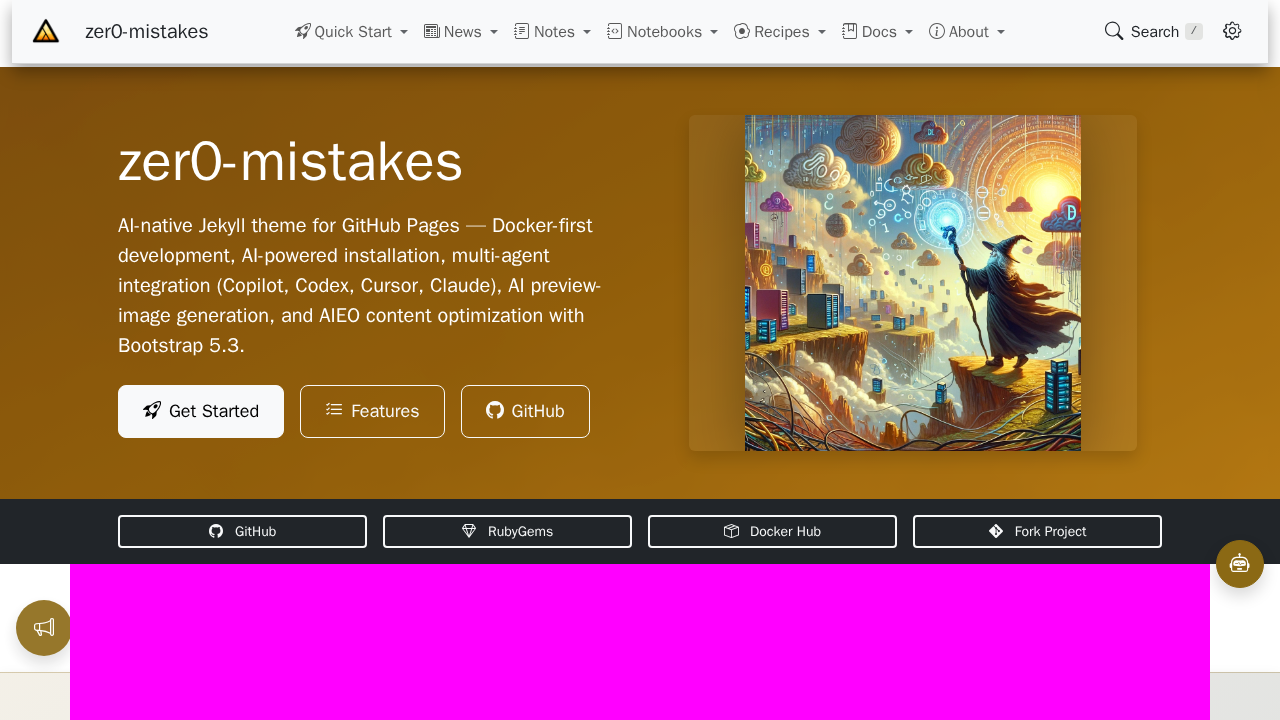 zer0-mistakes
Quick Start
News
Notes
Notebooks
Recipes
Docs
About
Search /
zer0-mistakes
AI-native Jekyll theme for GitHub Pages — Docker-first
development, AI-powered installation, multi-agent
integration (Copilot, Codex, Cursor, Claude), AI preview-
image generation, and AIEO content optimization with
Bootstrap 5.3.
Get Started
Features
GitHub
GitHub
RubyGems
Docker Hub
Fork Project